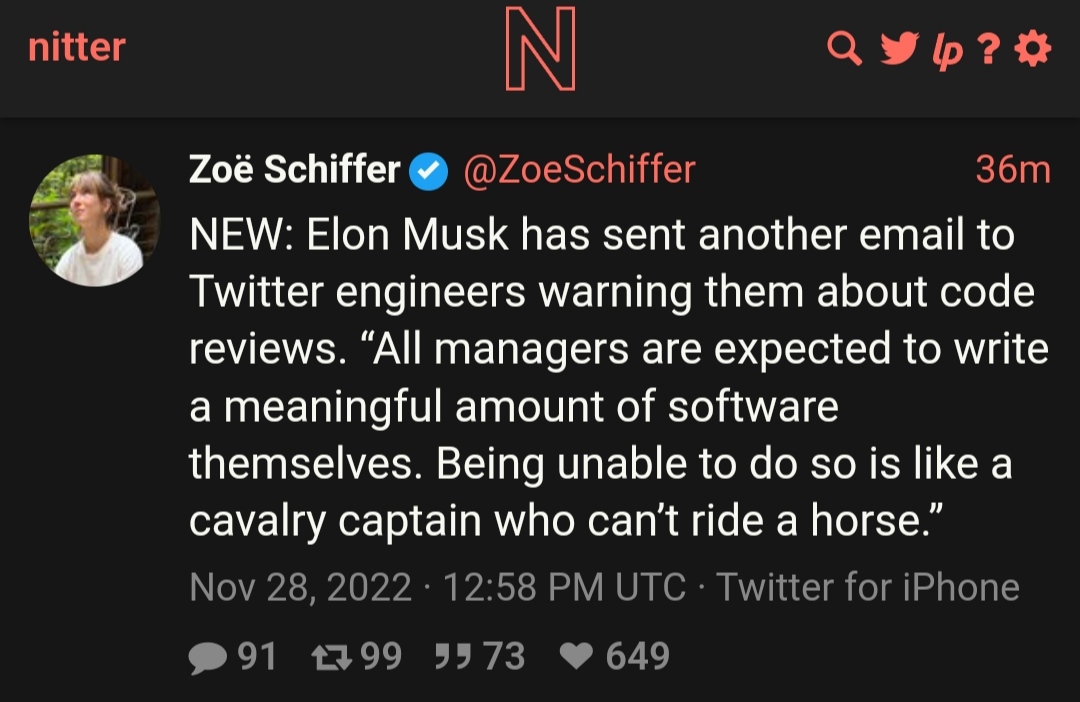 nitter
N
lp ?
Zoë Schiffer @ZoeSchiffer 36m
NEW: Elon Musk has sent another email to
Twitter engineers warning them about code
reviews. “All managers are expected to write
a meaningful amount of software
themselves. Being unable to do so is like a
cavalry captain who can’t ride a horse.”
Nov 28, 2022 · 12:58 PM UTC · Twitter for iPhone
91 99 73 649